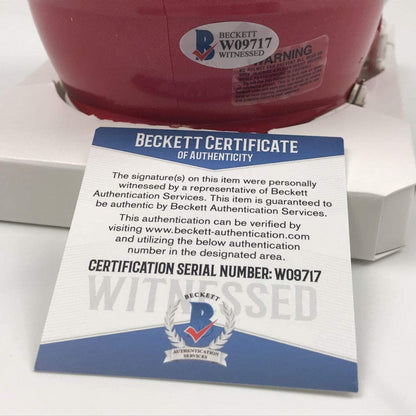 BECKETT
W09717
WITNESSED
WARNING
BECKETT CERTIFICATE
OF AUTHENTICITY
The signature(s) on this item were personally
witnessed by a representative of Beckett
Authentication Services. This item is guaranteed to
be authentic by Beckett Authentication Services.
This authentication can be verified by
visiting www.beckett-authentication.com
and utilizing the below authentication
number in the designated area.
CERTIFICATION SERIAL NUMBER: W09717
WITNESSED
BECKETT
B
AUTHENTICATION
SERVICES